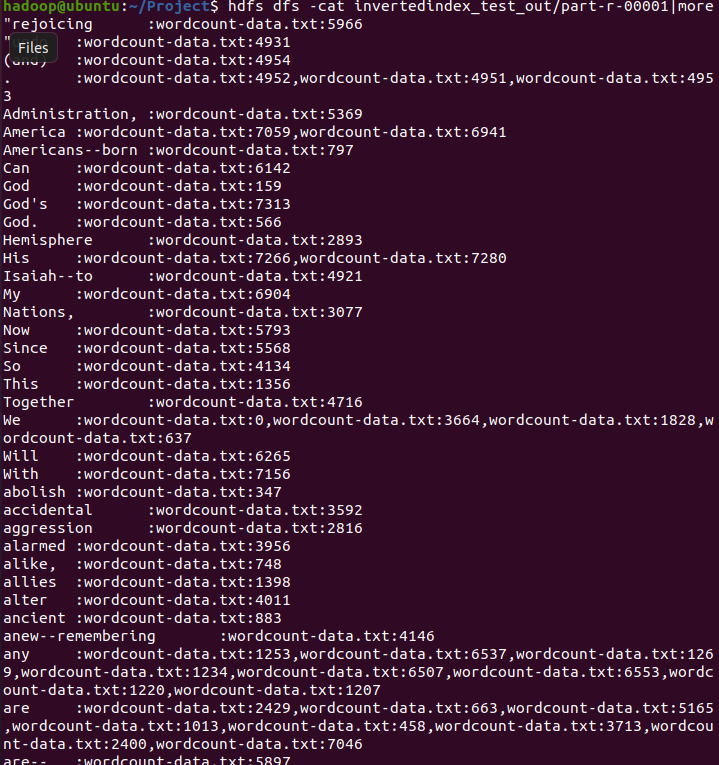 hadoop@ubuntu:~/Project$ hdfs dfs -cat invertedindex_test_out/part-r-00001|more
"rejoicing :wordcount-data.txt:5966
Files
:wordcount-data.txt:4931
(and) :wordcount-data.txt:4954
. :wordcount-data.txt:4952,wordcount-data.txt:4951,wordcount-data.txt:495
3
Administration, :wordcount-data.txt:5369
America :wordcount-data.txt:7059,wordcount-data.txt:6941
Americans--born :wordcount-data.txt:797
Can :wordcount-data.txt:6142
God :wordcount-data.txt:159
God's :wordcount-data.txt:7313
God. :wordcount-data.txt:566
Hemisphere :wordcount-data.txt:2893
His :wordcount-data.txt:7266,wordcount-data.txt:7280
Isaiah--to :wordcount-data.txt:4921
My :wordcount-data.txt:6904
Nations, :wordcount-data.txt:3077
Now :wordcount-data.txt:5793
Since :wordcount-data.txt:5568
So :wordcount-data.txt:4134
This :wordcount-data.txt:1356
Together :wordcount-data.txt:4716
We :wordcount-data.txt:0,wordcount-data.txt:3664,wordcount-data.txt:1828,w
ordcount-data.txt:637
Will :wordcount-data.txt:6265
With :wordcount-data.txt:7156
abolish :wordcount-data.txt:347
accidental :wordcount-data.txt:3592
aggression :wordcount-data.txt:2816
alarmed :wordcount-data.txt:3956
alike, :wordcount-data.txt:748
allies :wordcount-data.txt:1398
alter :wordcount-data.txt:4011
ancient :wordcount-data.txt:883
anew--remembering :wordcount-data.txt:4146
any :wordcount-data.txt:1253,wordcount-data.txt:6537,wordcount-data.txt:126
9,wordcount-data.txt:1234,wordcount-data.txt:6507,wordcount-data.txt:6553,wordc
ount-data.txt:1220,wordcount-data.txt:1207
are :wordcount-data.txt:2429,wordcount-data.txt:663,wordcount-data.txt:5165
,wordcount-data.txt:1013,wordcount-data.txt:458,wordcount-data.txt:3713,wordcou
nt-data.txt:2400,wordcount-data.txt:7046
are-- :wordcount-data.txt:5897